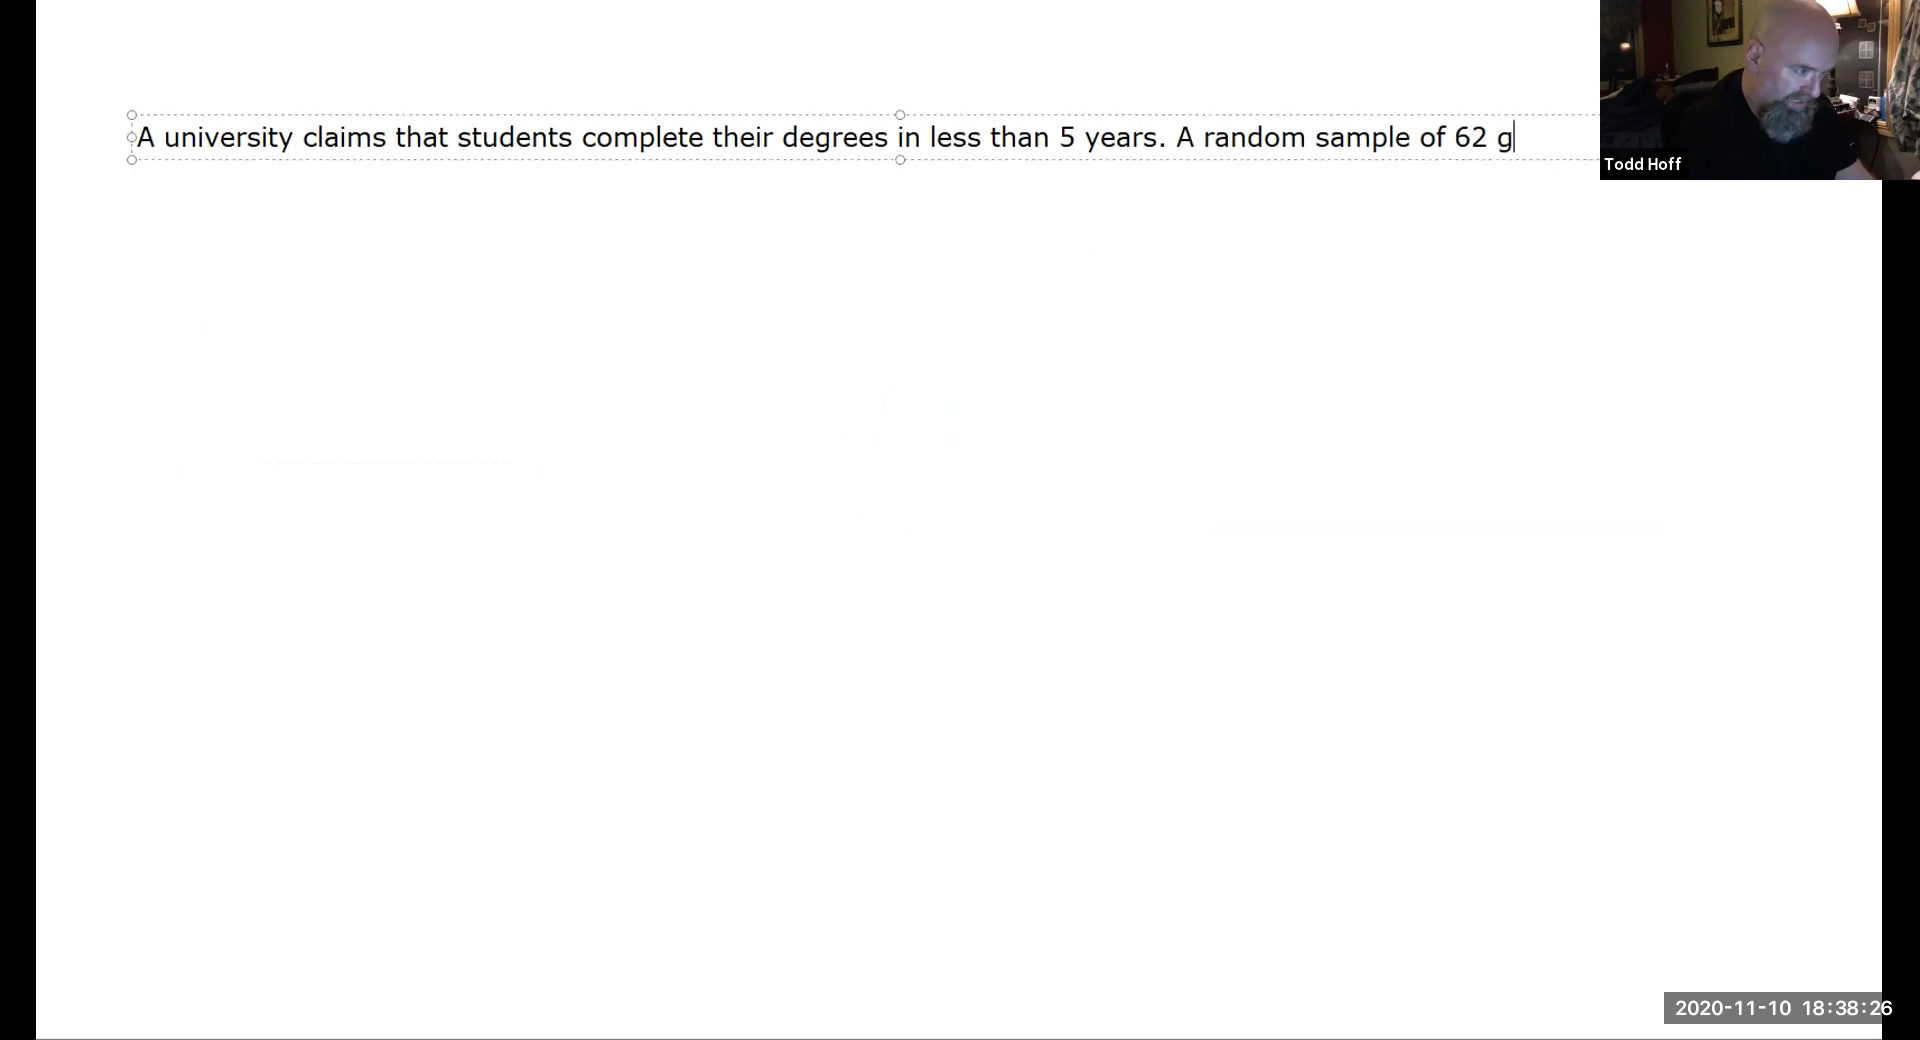 A university claims that students complete their degrees in less than 5 years. A random sample of 62 g
Todd Hoff
2020-11-10 18:38:26